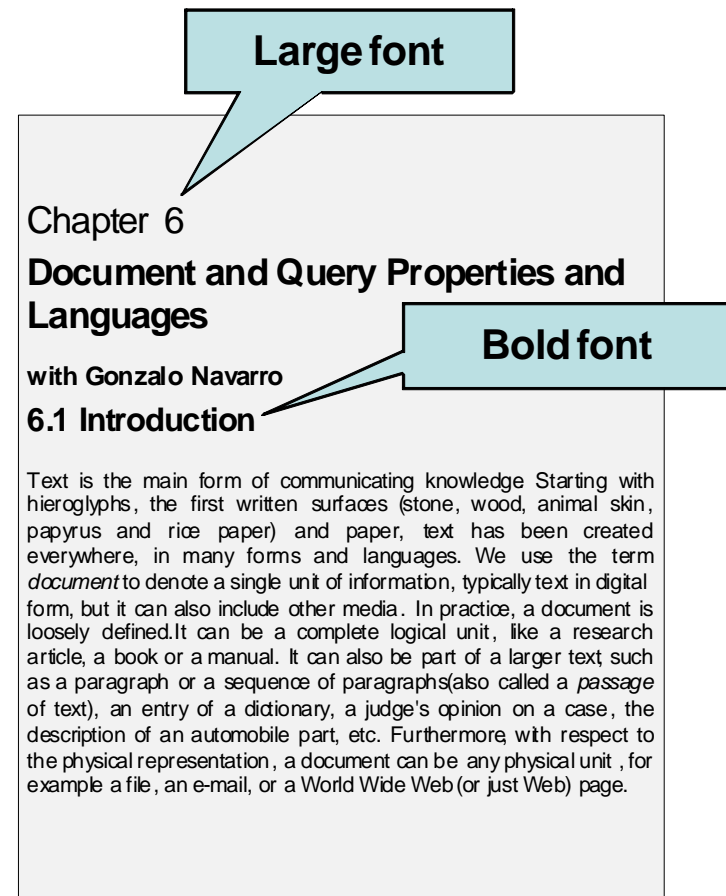 Large font
Chapter 6
Document and Query Properties and
Languages
Bold font
with Gonzalo Navarro
6.1 Introduction
Text is the main form of communicating knowledge Starting with
hieroglyphs, the first written surfaces (stone, wood, animal skin,
papyrus and rice paper) and paper, text has been created
everywhere, in many forms and languages. We use the term
document to denote a single unit of information, typically text in digital
form, but it can also include other media. In practice, a document is
loosely defined.It can be a complete logical unit, like a research
article, a book or a manual. It can also be part of a larger text, such
as a paragraph or a sequence of paragraphs(also called a passage
of text), an entry of a dictionary, a judge's opinion on a case, the
description of an automobile part, etc. Furthermore, with respect to
the physical representation, a document can be any physical unit, for
example a file, an e-mail, or a World Wide Web (or just Web) page.